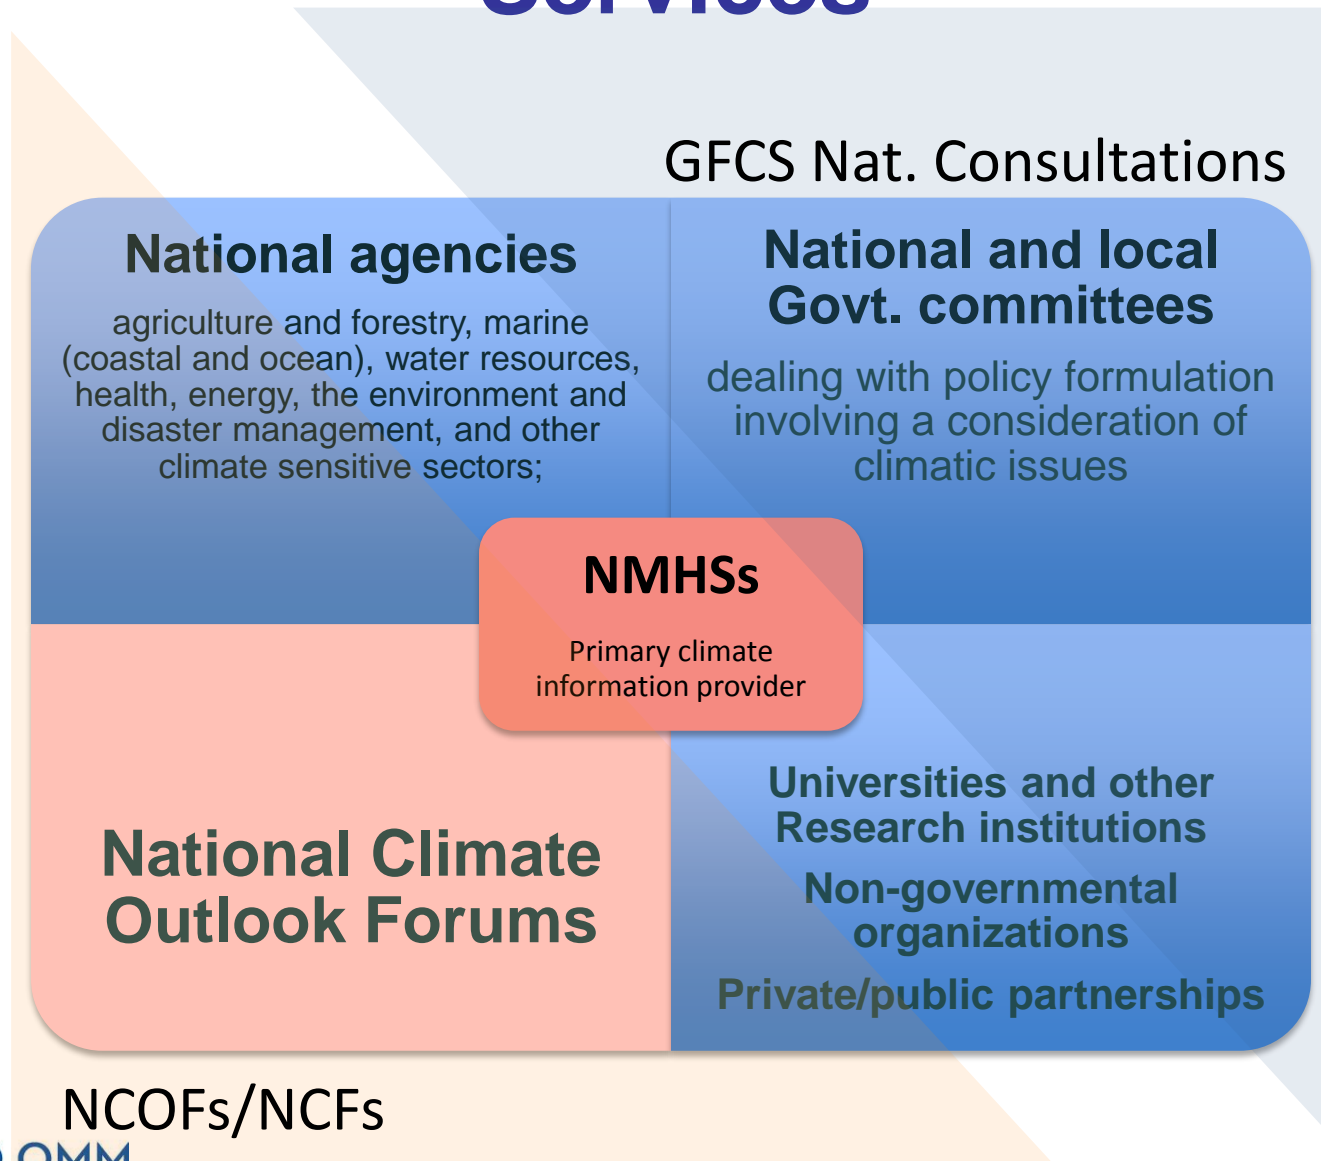 Services
GFCS Nat. Consultations
National agencies
agriculture and forestry, marine
(coastal and ocean), water resources,
health, energy, the environment and
disaster management, and other
climate sensitive sectors;
National and local
Govt. committees
dealing with policy formulation
involving a consideration of
climatic issues
NMHSs
Primary climate
information provider
National Climate
Outlook Forums
Universities and other
Research institutions
Non-governmental
organizations
Private/public partnerships
NCOFs/NCFs
OMM